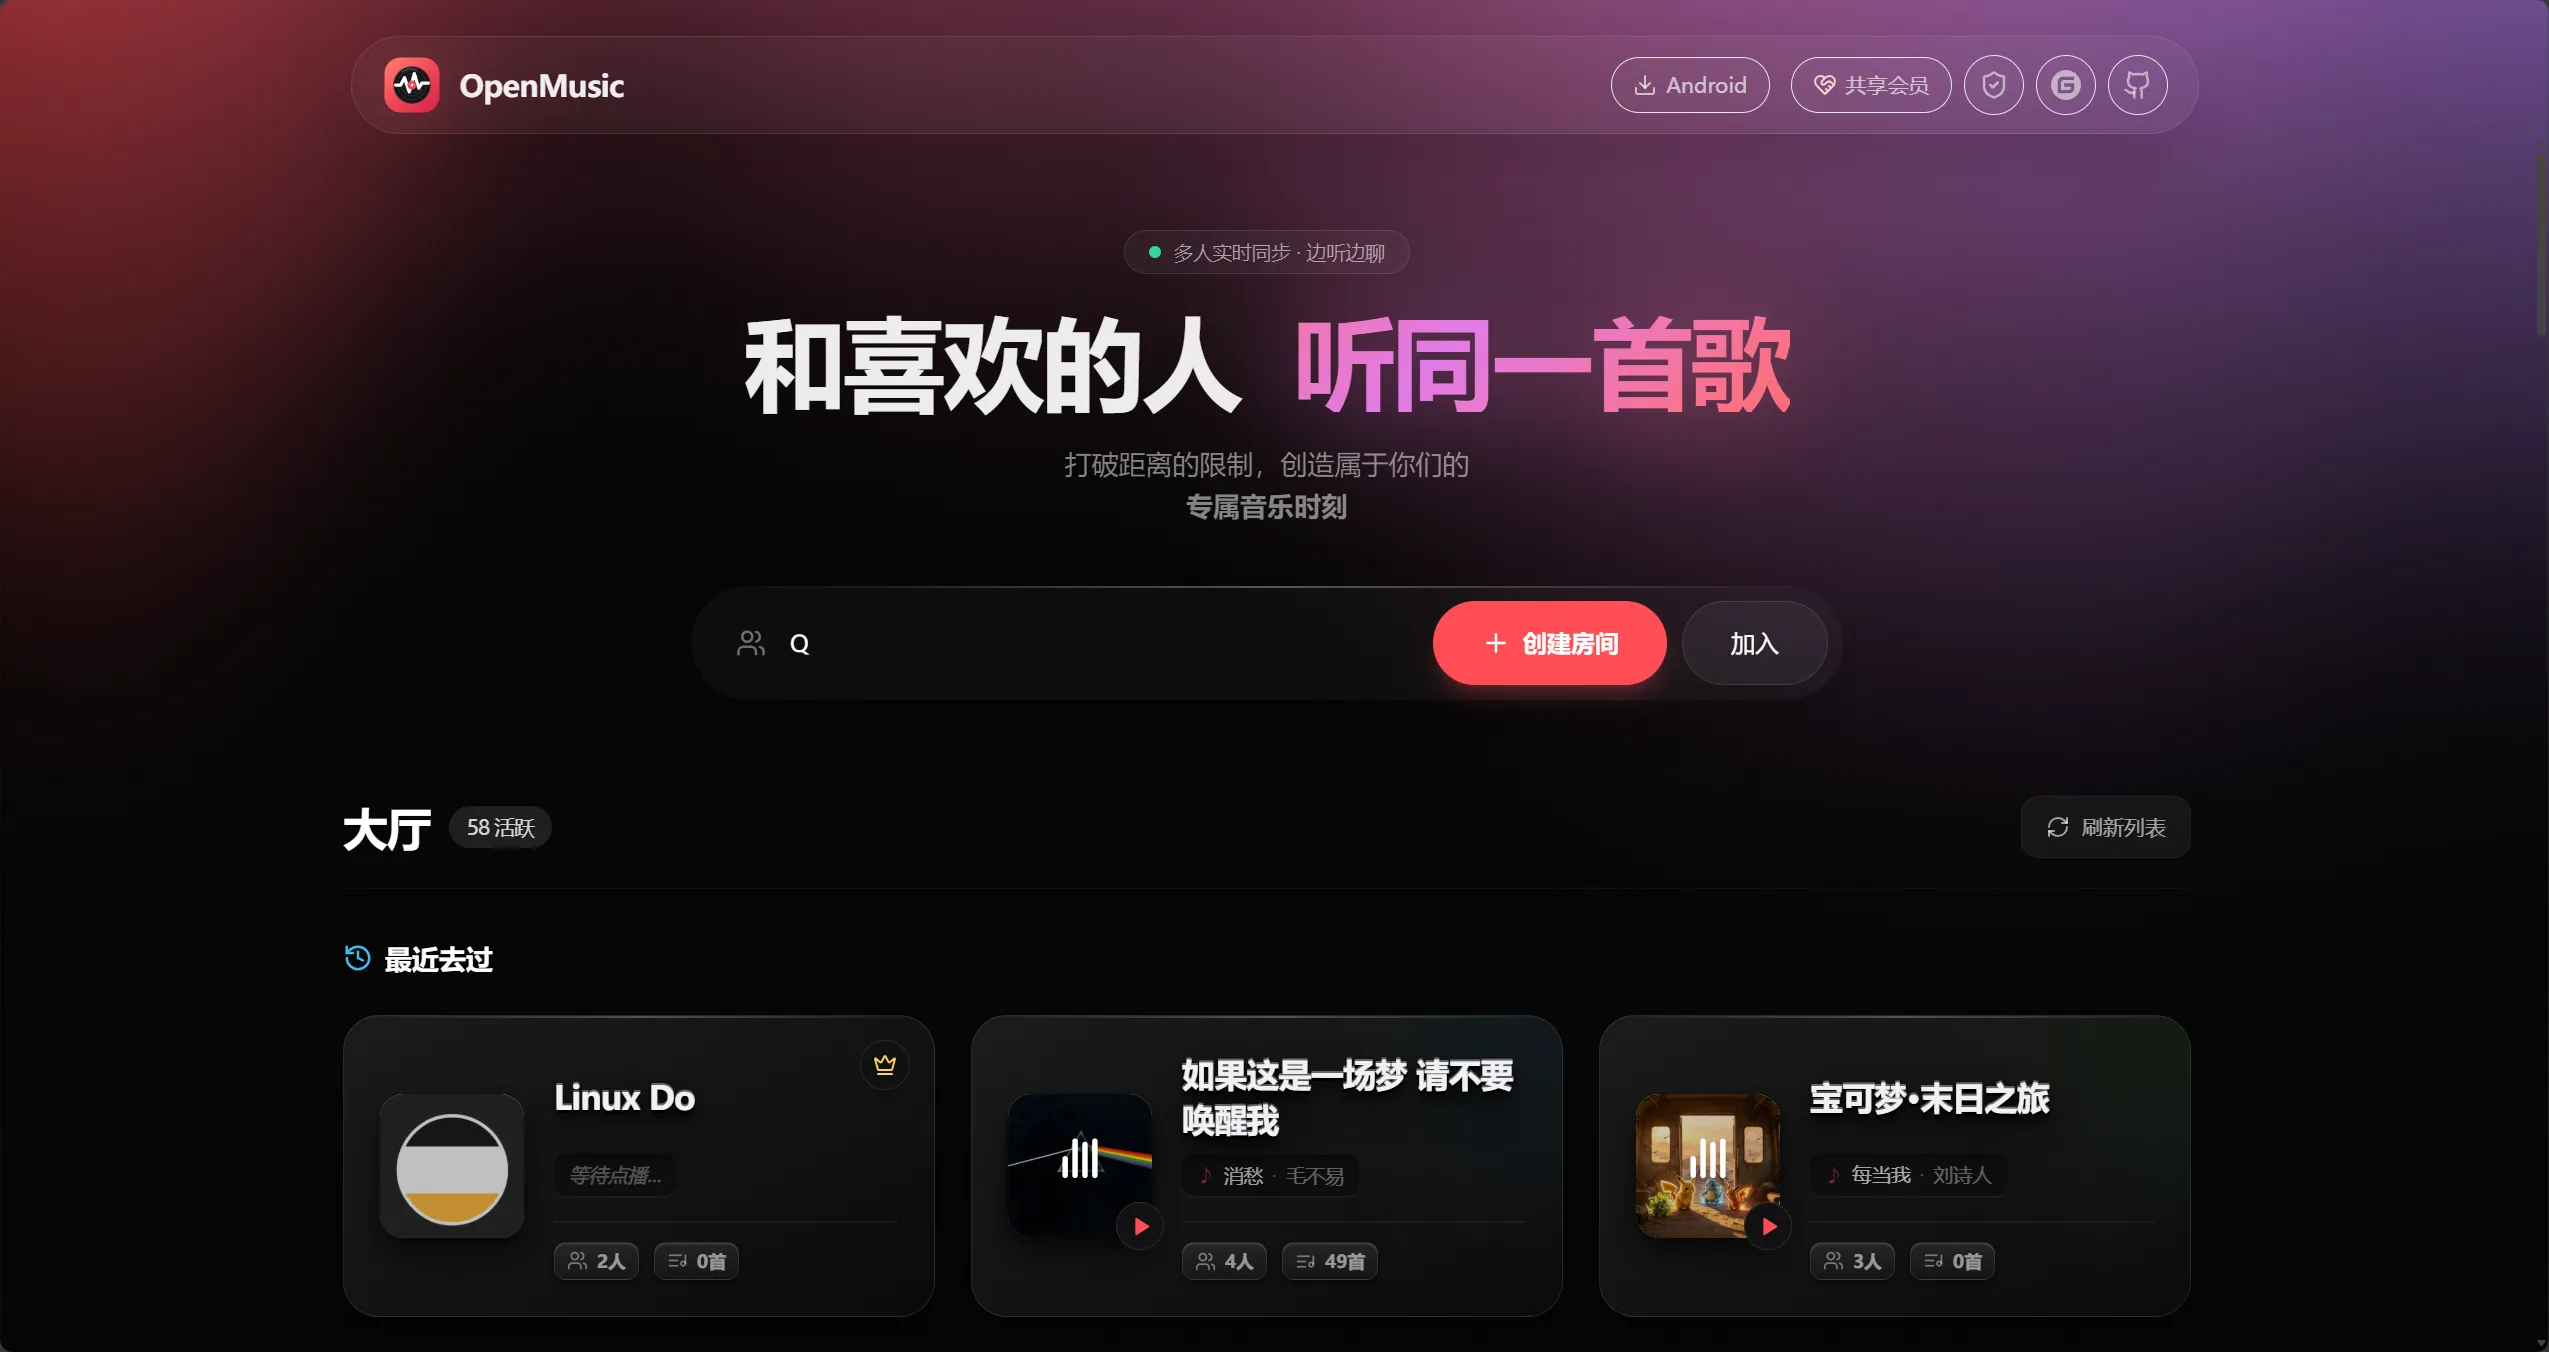 OpenMusic
Android
共享会员
多人实时同步 · 边听边聊
和喜欢的人 听同一首歌
打破距离的限制，创造属于你们的
专属音乐时刻
Q
创建房间
加入
大厅
58 活跃
刷新列表
最近去过
Linux Do
等待点播...
2人
0首
如果这是一场梦 请不要
唤醒我
消愁 · 毛不易
4人
49首
宝可梦•末日之旅
每当我 · 刘诗人
3人
0首